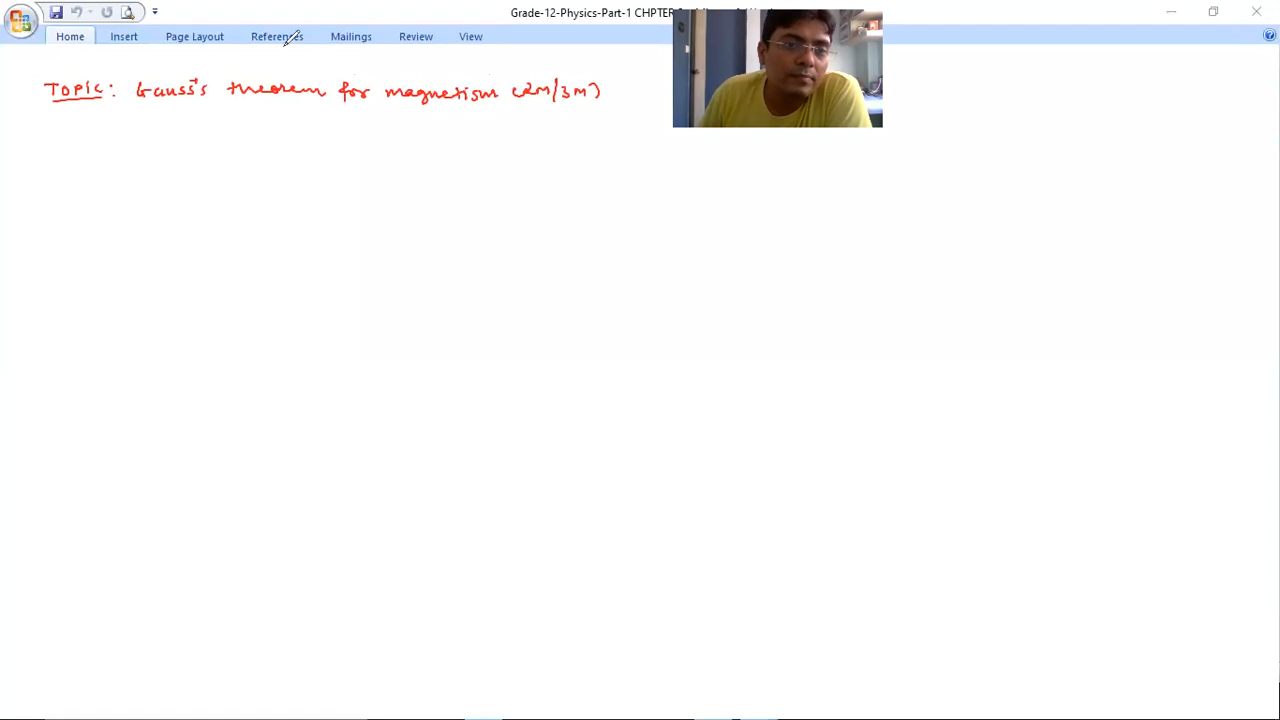 Grade-12-Physics-Part-1 CHPTER
Home Insert Page Layout References Mailings Review View
TOPIC: Gauss's theorem for magnetism (2M/3M)